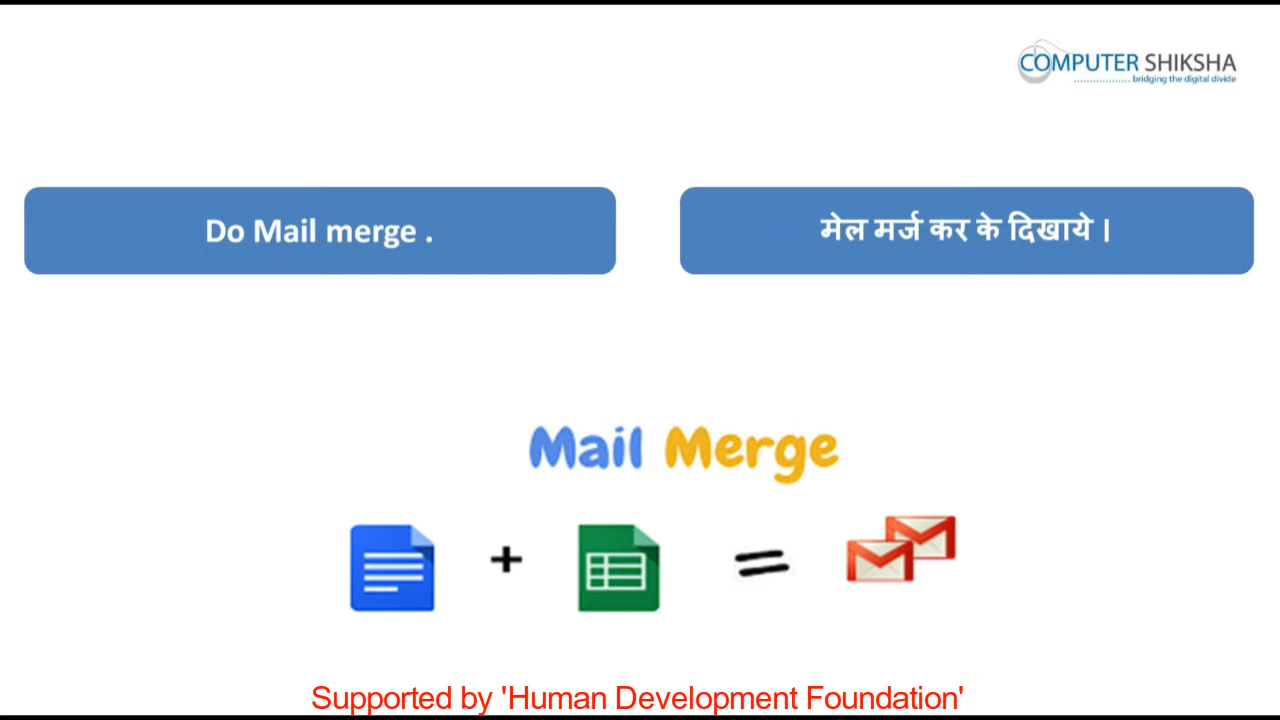 COMPUTER SHIKSHA
bridging the digital divide
Do Mail merge .
मेल मर्ज कर के दिखाये ।
Mail Merge
Supported by 'Human Development Foundation'